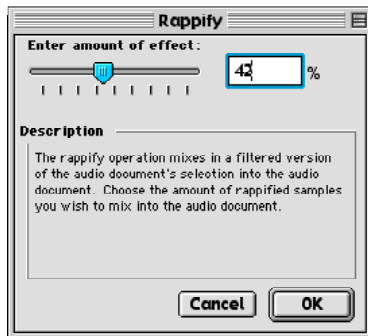 Rappify
Enter amount of effect:
42 %
Description
The rappify operation mixes in a filtered version
of the audio document's selection into the audio
document. Choose the amount of rappified samples
you wish to mix into the audio document.
Cancel OK